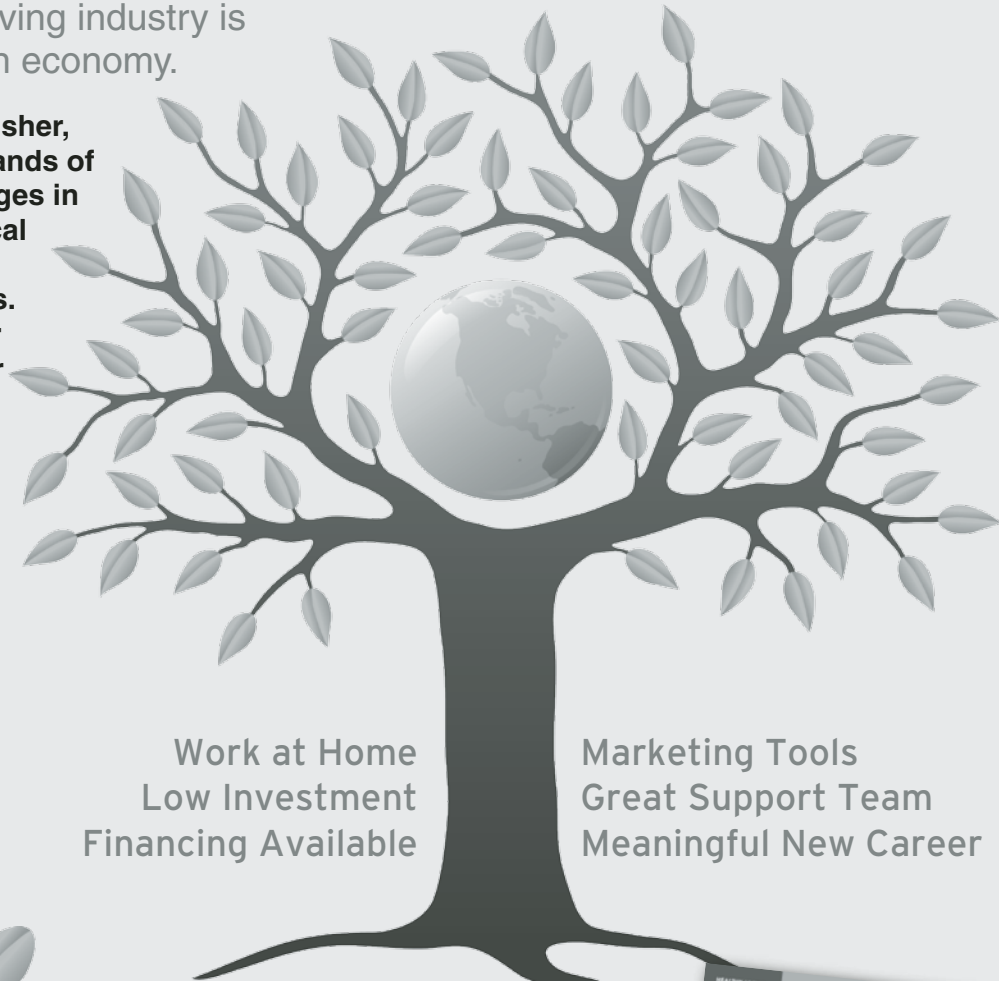 ving industry is
n economy.
sher,
ands of
ges in
cal
s.
r
Work at Home
Low Investment
Financing Available
Marketing Tools
Great Support Team
Meaningful New Career